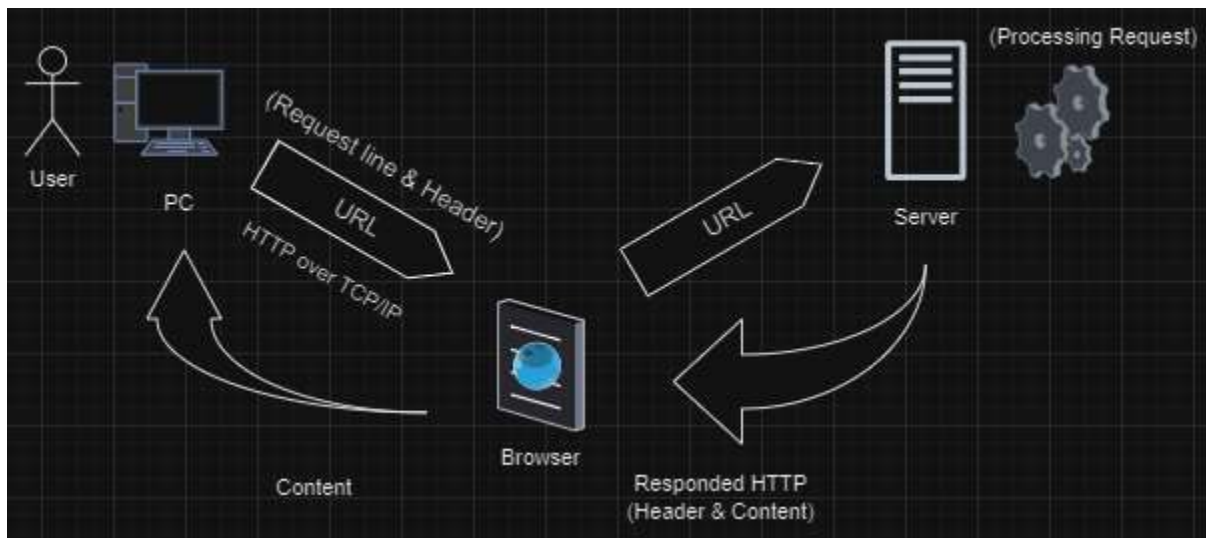 (Processing Request)
User
PC
(Request line & Header)
URL
HTTP over TCP/IP
URL
Server
Browser
Content
Responded HTTP
(Header & Content)